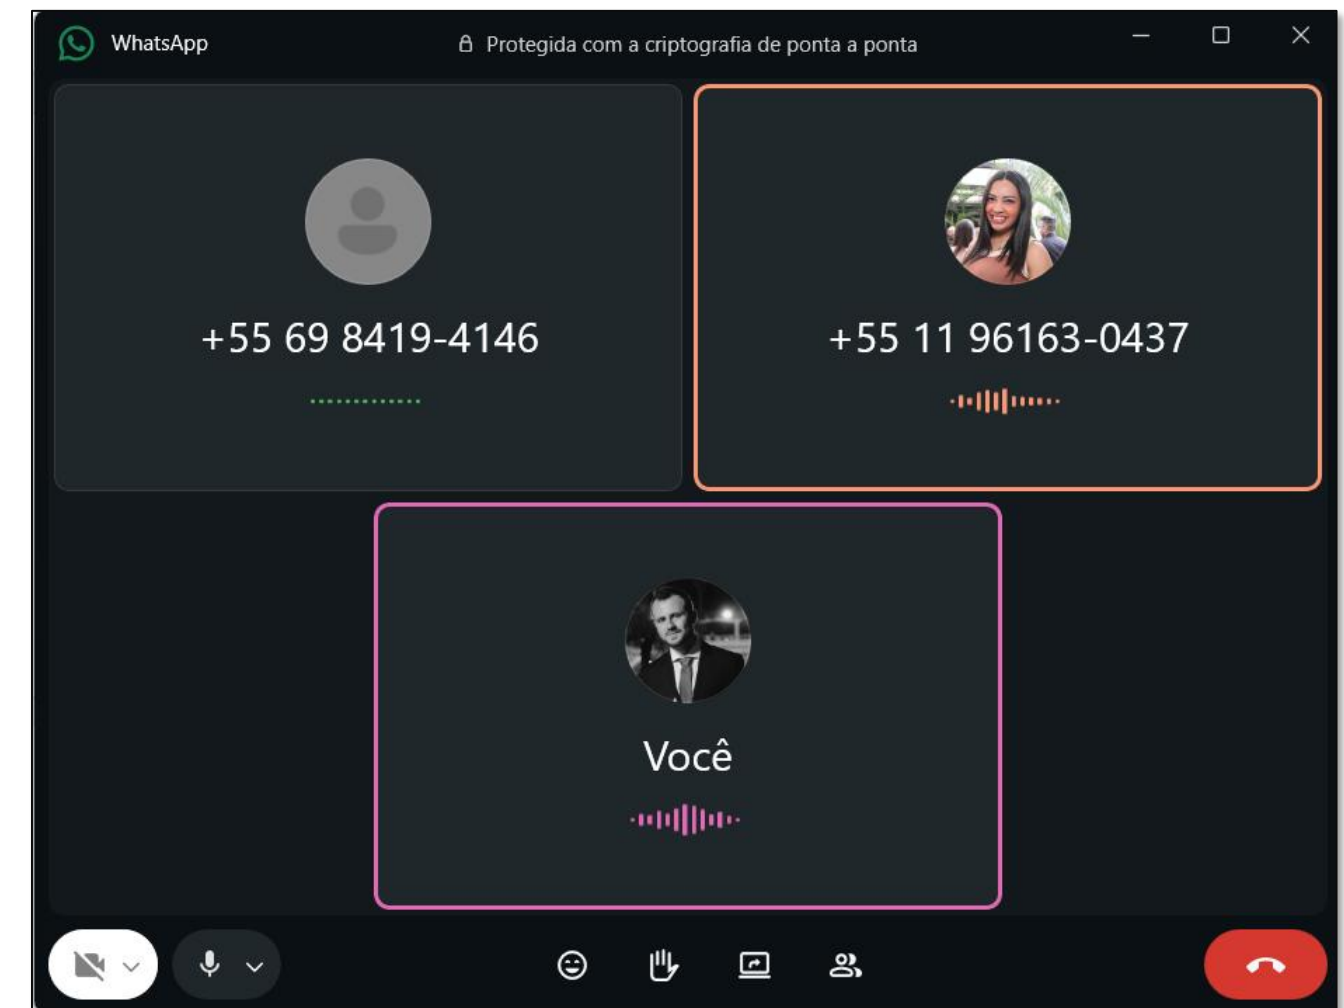 WhatsApp
Protegida com a criptografia de ponta a ponta
+55 69 8419-4146
+55 11 96163-0437
Você